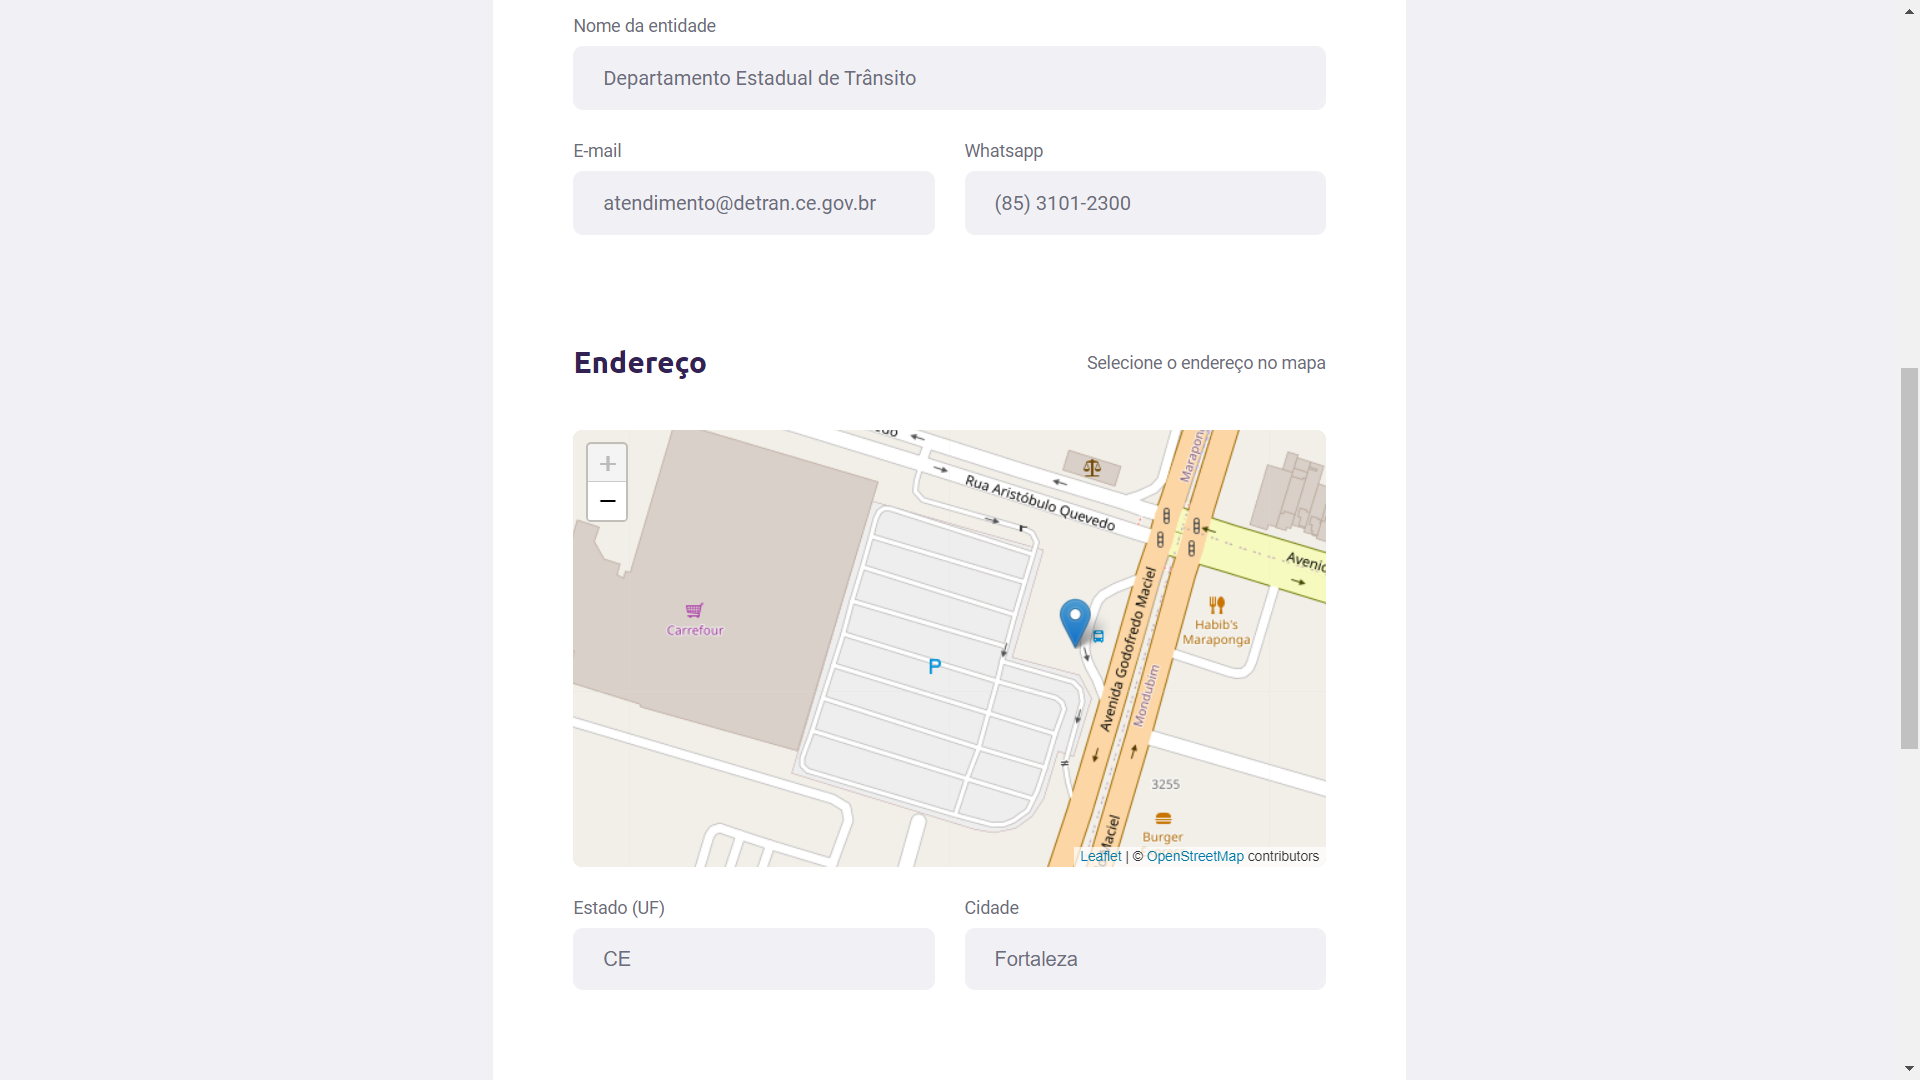 Nome da entidade
Departamento Estadual de Trânsito
E-mail
Whatsapp
atendimento@detran.ce.gov.br
(85) 3101-2300
Endereço
Selecione o endereço no mapa
+
−
Rua Aristóbulo Quevedo
Avenida Godofredo Maciel
Mondubim
Carrefour
P
Habib's
Maraponga
3255
Burger
Maciel
Leaflet | © OpenStreetMap contributors
Estado (UF)
Cidade
CE
Fortaleza